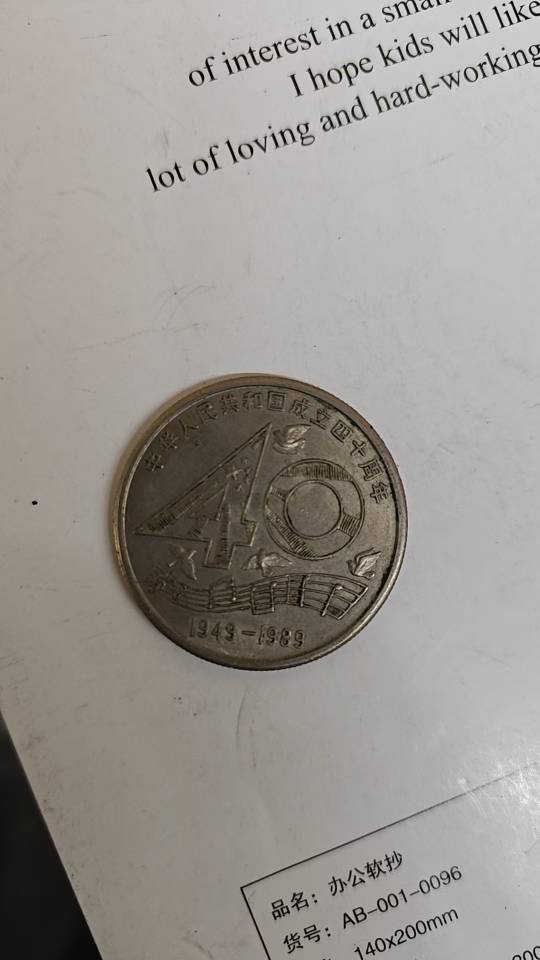 of interest in a small
I hope kids will like
lot of loving and hard-working
中华人民共和国成立四十周年
40
1949-1989
品名：办公软抄
货号：AB-001-0096
140x200mm